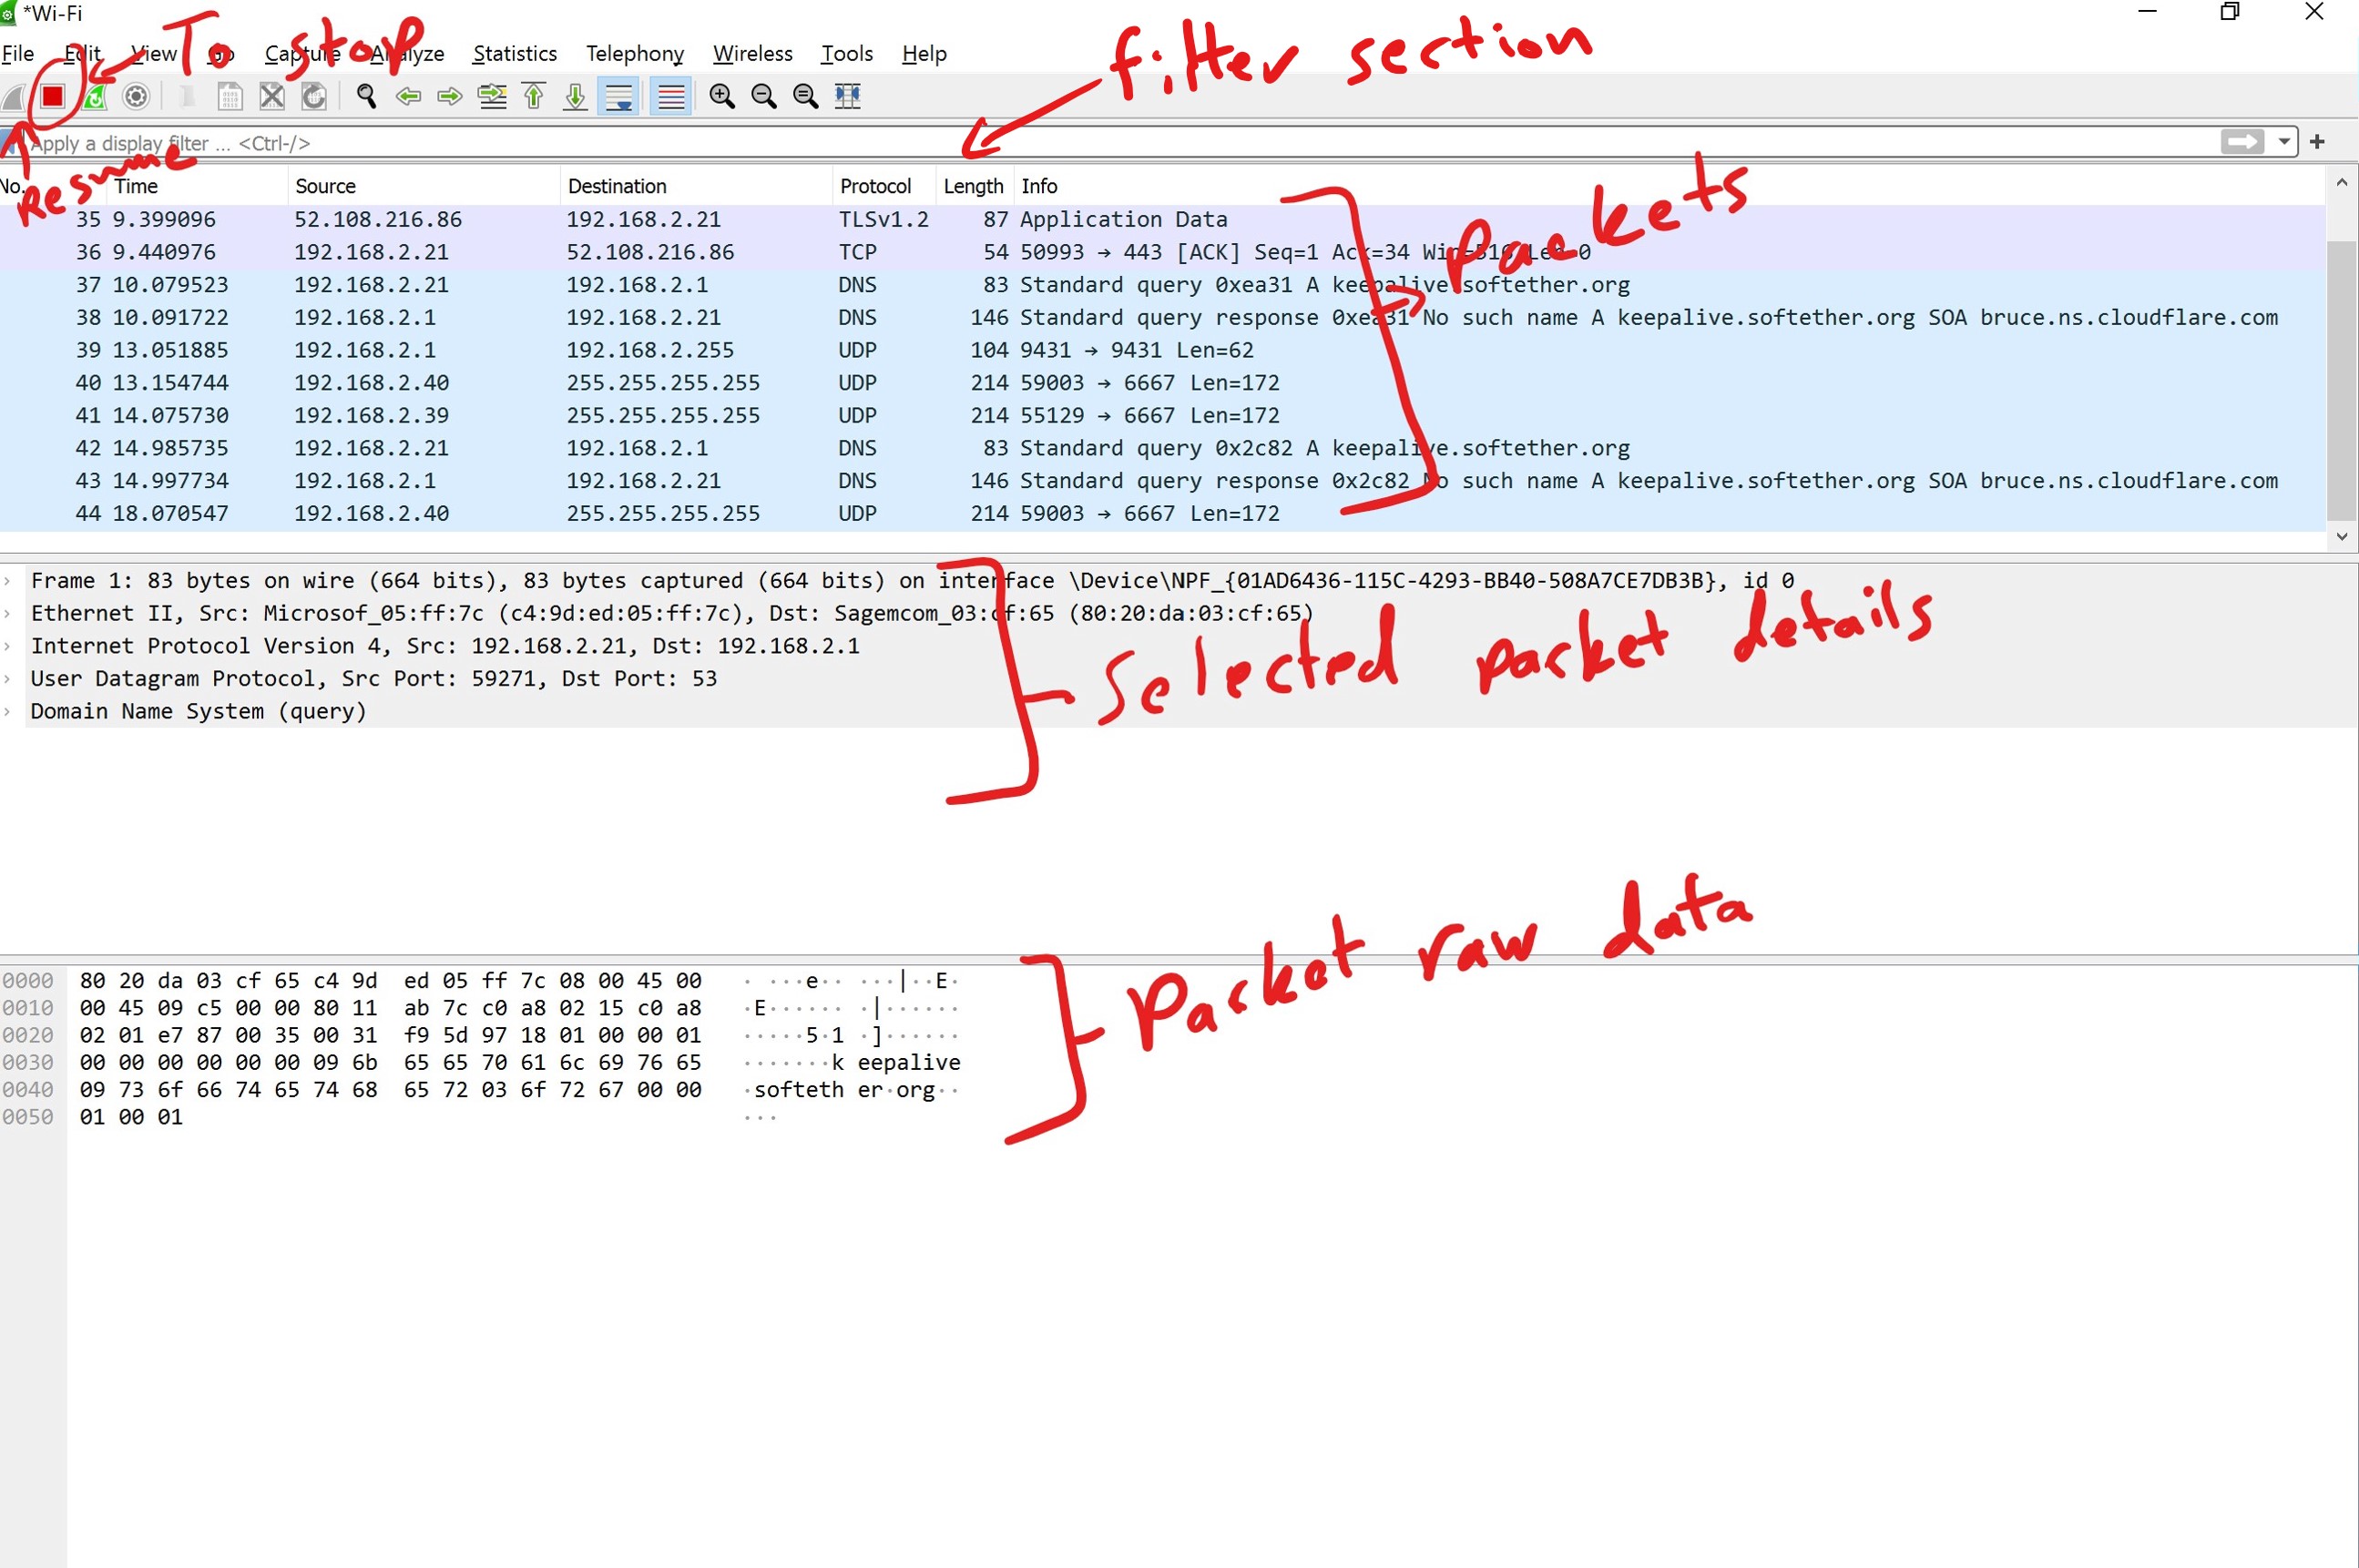 *Wi-Fi
To stop
filter section
File Edit View Go Capture Analyze Statistics Telephony Wireless Tools Help
Apply a display filter ... <Ctrl-/>
Resume
Packets
No. Time Source Destination Protocol Length Info
35 9.399096 52.108.216.86 192.168.2.21 TLSv1.2 87 Application Data
36 9.440976 192.168.2.21 52.108.216.86 TCP 54 50993 → 443 [ACK] Seq=1 Ack=34 Win=516 Len=0
37 10.079523 192.168.2.21 192.168.2.1 DNS 83 Standard query 0xea31 A keepalive.softether.org
38 10.091722 192.168.2.1 192.168.2.21 DNS 146 Standard query response 0xea31 No such name A keepalive.softether.org SOA bruce.ns.cloudflare.com
39 13.051885 192.168.2.1 192.168.2.255 UDP 104 9431 → 9431 Len=62
40 13.154744 192.168.2.40 255.255.255.255 UDP 214 59003 → 6667 Len=172
41 14.075730 192.168.2.39 255.255.255.255 UDP 214 55129 → 6667 Len=172
42 14.985735 192.168.2.21 192.168.2.1 DNS 83 Standard query 0x2c82 A keepalive.softether.org
43 14.997734 192.168.2.1 192.168.2.21 DNS 146 Standard query response 0x2c82 No such name A keepalive.softether.org SOA bruce.ns.cloudflare.com
44 18.070547 192.168.2.40 255.255.255.255 UDP 214 59003 → 6667 Len=172
Frame 1: 83 bytes on wire (664 bits), 83 bytes captured (664 bits) on interface \Device\NPF_{01AD6436-115C-4293-BB40-508A7CE7DB3B}, id 0
Ethernet II, Src: Microsof_05:ff:7c (c4:9d:ed:05:ff:7c), Dst: Sagemcom_03:cf:65 (80:20:da:03:cf:65)
Internet Protocol Version 4, Src: 192.168.2.21, Dst: 192.168.2.1
User Datagram Protocol, Src Port: 59271, Dst Port: 53
Domain Name System (query)
Selected packet details
Packet raw data
0000 80 20 da 03 cf 65 c4 9d ed 05 ff 7c 08 00 45 00 · ···e·· ···|··E·
0010 00 45 09 c5 00 00 80 11 ab 7c c0 a8 02 15 c0 a8 ·E······ ·|······
0020 02 01 e7 87 00 35 00 31 f9 5d 97 18 01 00 00 01 ·····5·1 ·]······
0030 00 00 00 00 00 00 09 6b 65 65 70 61 6c 69 76 65 ·······k eepalive
0040 09 73 6f 66 74 65 74 68 65 72 03 6f 72 67 00 00 ·softeth er·org··
0050 01 00 01 ···